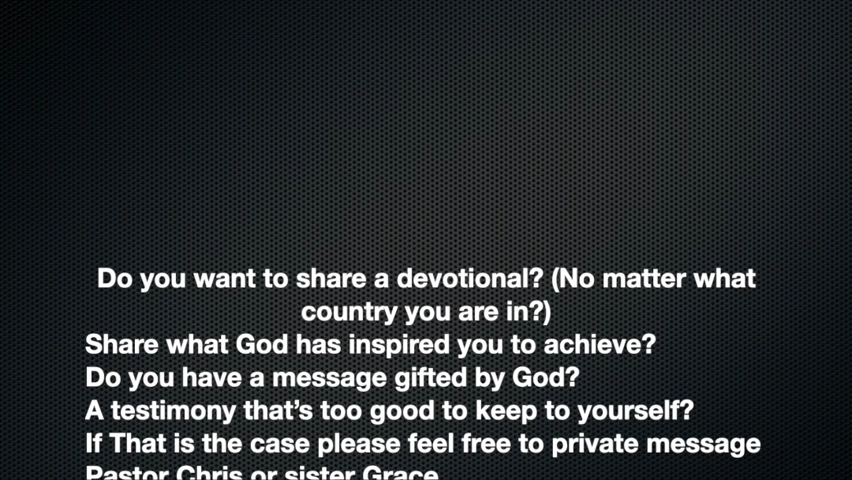 Do you want to share a devotional? (No matter what
country you are in?)
Share what God has inspired you to achieve?
Do you have a message gifted by God?
A testimony that’s too good to keep to yourself?
If That is the case please feel free to private message
Pastor Chris or sister Grace